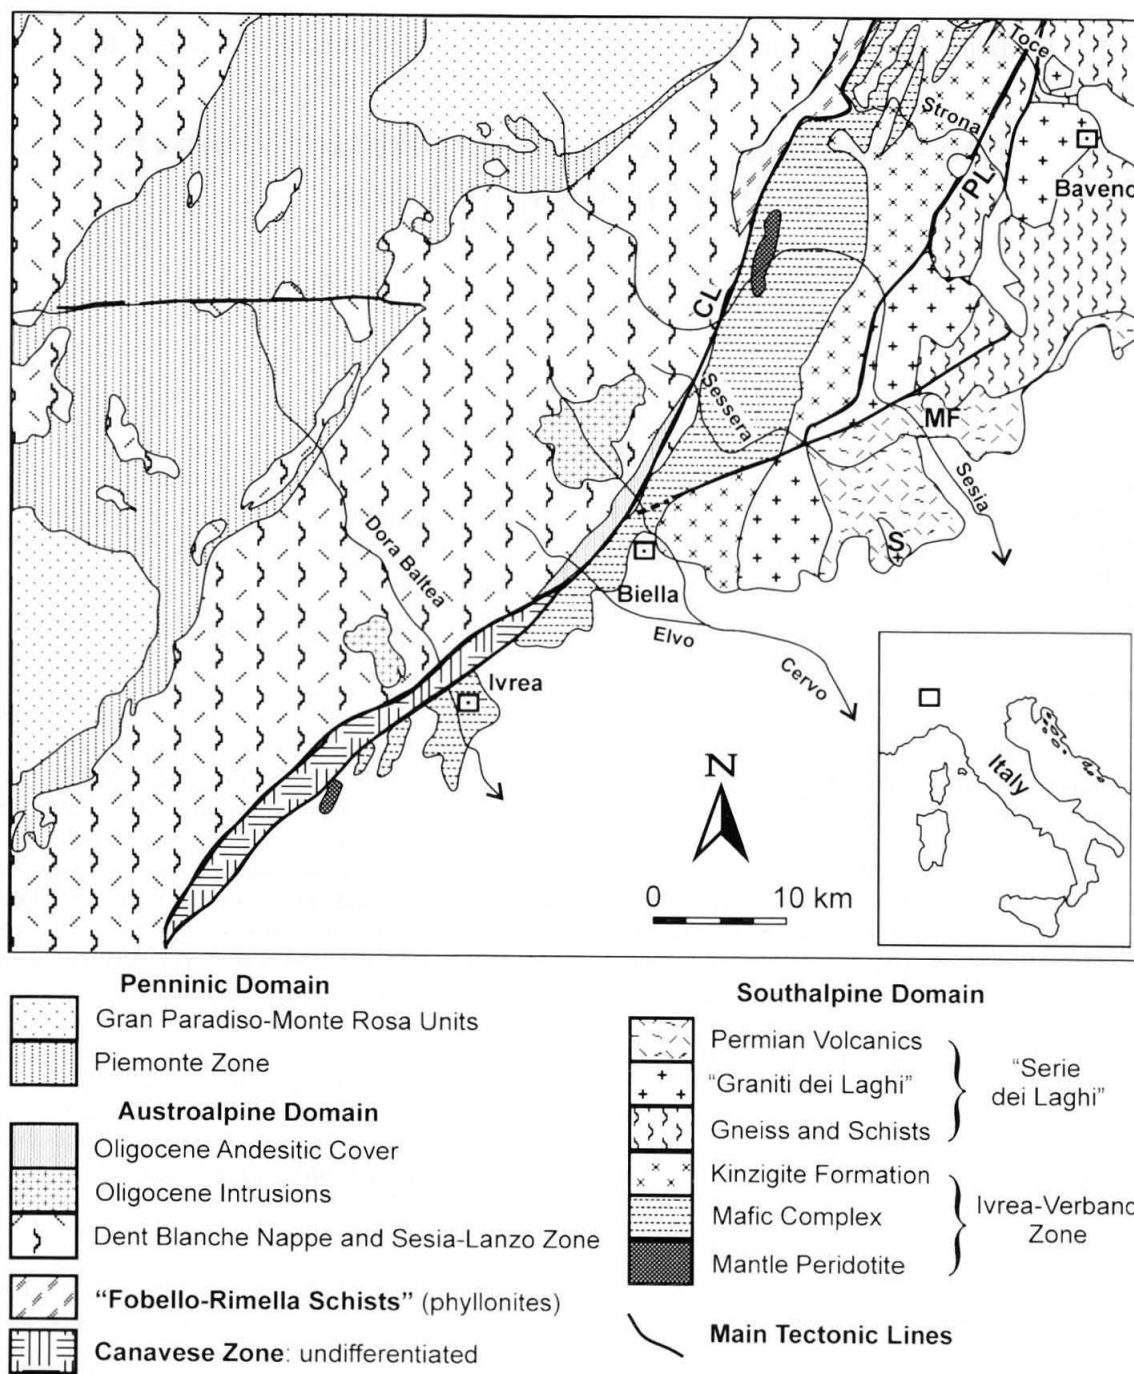 Toce
Strona
PL
Baveno
CL
Sessera
MF
Sesia
S
Dora Baltea
Biella
Elvo
Cervo
Ivrea
N
0 10 km
Italy
Penninic Domain
Gran Paradiso-Monte Rosa Units
Piemonte Zone
Austroalpine Domain
Oligocene Andesitic Cover
Oligocene Intrusions
Dent Blanche Nappe and Sesia-Lanzo Zone
“Fobello-Rimella Schists” (phyllonites)
Canavese Zone: undifferentiated
Southalpine Domain
Permian Volcanics
“Graniti dei Laghi”
Gneiss and Schists
“Serie
dei Laghi”
Kinzigite Formation
Mafic Complex
Mantle Peridotite
Ivrea-Verbano
Zone
Main Tectonic Lines